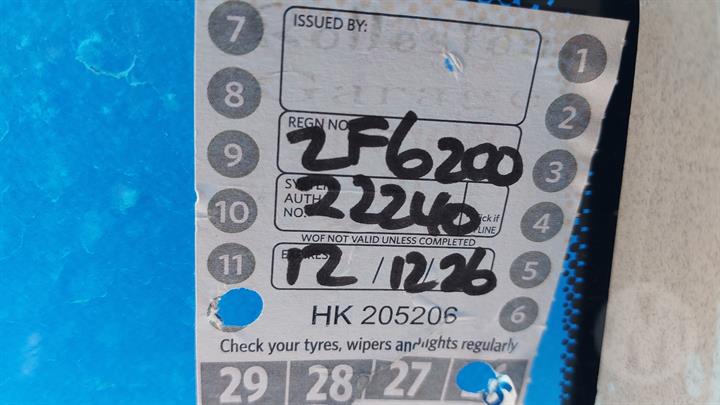 7 ISSUED BY: 1
8 2
REGN NO
9 ZF6200 3
AUTH
NO: 22240
10 if 4
WOF NOT VALID UNLESS COMPLETED
11 12/12/26 5
HK 205206 6
Check your tyres, wipers and lights regularly
29 28 27